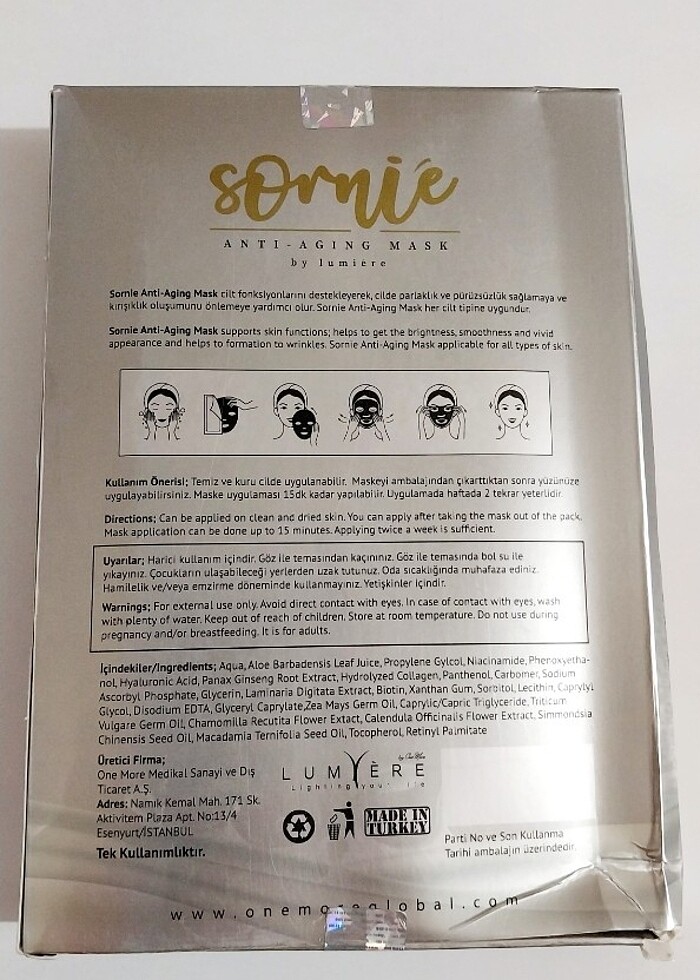 sornie
ANTI-AGING MASK
by lumiere
Sornie Anti-Aging Mask cilt fonksiyonlarını destekleyerek, cilde parlaklık ve pürüzsüzlük sağlamaya ve
kırışıklık oluşumunu önlemeye yardımcı olur. Sornie Anti-Aging Mask her cilt tipine uygundur.
Sornie Anti-Aging Mask supports skin functions; helps to get the brightness, smoothness and vivid
appearance and helps to formation to wrinkles. Sornie Anti-Aging Mask applicable for all types of skin.
Kullanım Önerisi; Temiz ve kuru cilde uygulanabilir. Maskeyi ambalajından çıkarttıktan sonra yüzünüze
uygulayabilirsiniz. Maske uygulaması 15dk kadar yapılabilir. Uygulamada haftada 2 tekrar yeterlidir.
Directions; Can be applied on clean and dried skin. You can apply after taking the mask out of the pack.
Mask application can be done up to 15 minutes. Applying twice a week is sufficient.
Uyarılar; Harici kullanım içindir. Göz ile temasından kaçınınız. Göz ile temasında bol su ile
yıkayınız. Çocukların ulaşabileceği yerlerden uzak tutunuz. Oda sıcaklığında muhafaza ediniz.
Hamilelik ve/veya emzirme döneminde kullanmayınız. Yetişkinler içindir.
Warnings; For external use only. Avoid direct contact with eyes. In case of contact with eyes, wash
with plenty of water. Keep out of reach of children. Store at room temperature. Do not use during
pregnancy and/or breastfeeding. It is for adults.
İçindekiler/Ingredients; Aqua, Aloe Barbadensis Leaf Juice, Propylene Gylcol, Niacinamide, Phenoxyetha-
nol, Hyaluronic Acid, Panax Ginseng Root Extract, Hydrolyzed Collagen, Panthenol, Carbomer, Sodium
Ascorbyl Phosphate, Glycerin, Laminaria Digitata Extract, Biotin, Xanthan Gum, Sorbitol, Lecithin, Caprylyl
Glycol, Disodium EDTA, Glyceryl Caprylate,Zea Mays Germ Oil, Caprylic/Capric Triglyceride, Triticum
Vulgare Germ Oil, Chamomilla Recutita Flower Extract, Calendula Officinalis Flower Extract, Simmondsia
Chinensis Seed Oil, Macadamia Ternifolia Seed Oil, Tocopherol, Retinyl Palmitate
Üretici Firma;
One More Medikal Sanayi ve Dış
Ticaret A.Ş.
Adres; Namık Kemal Mah. 171 Sk.
Aktivitem Plaza Apt. No:13/4
Esenyurt/İSTANBUL
Tek Kullanımlıktır.
by One More
LUMYÈRE
Lighting your life
MADE IN
TURKEY
Parti No ve Son Kullanma
Tarihi ambalajın üzerindedir.
www.onemoreglobal.com